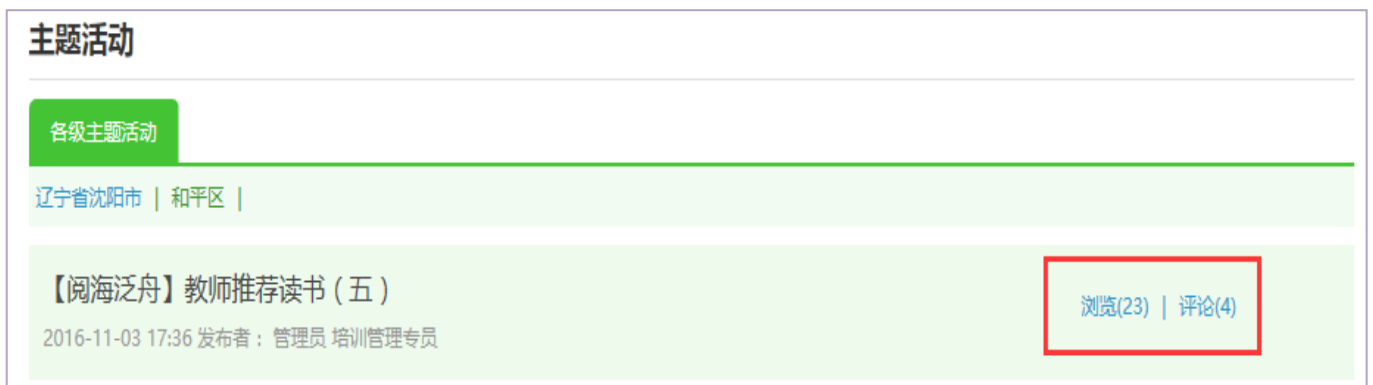 主题活动
各级主题活动
辽宁省沈阳市 | 和平区 |
【阅海泛舟】教师推荐读书（五）
浏览(23) | 评论(4)
2016-11-03 17:36 发布者：管理员 培训管理专员